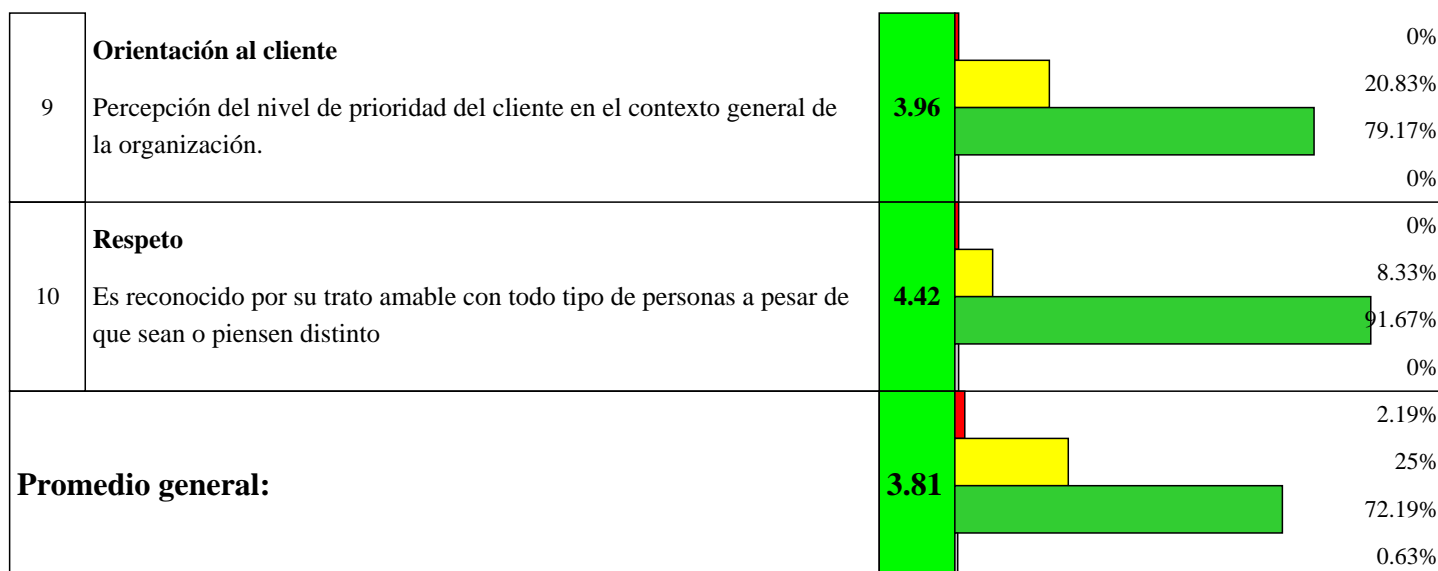 9
Orientación al cliente
Percepción del nivel de prioridad del cliente en el contexto general de
la organización.
3.96
0%
20.83%
79.17%
0%
10
Respeto
Es reconocido por su trato amable con todo tipo de personas a pesar de
que sean o piensen distinto
4.42
0%
8.33%
91.67%
0%
Promedio general:
3.81
2.19%
25%
72.19%
0.63%